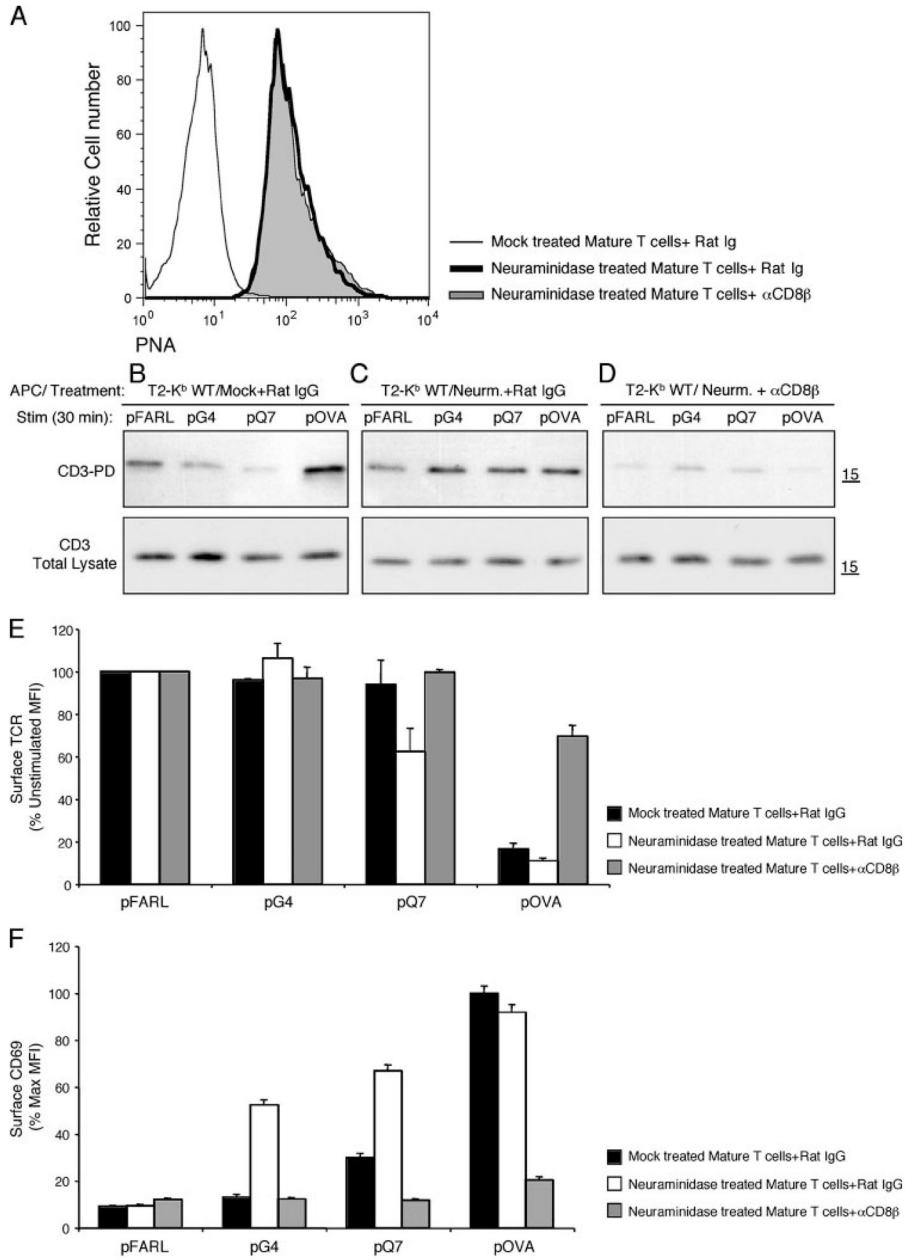 A
Relative Cell number
100
80
60
40
20
0
10⁰ 10¹ 10² 10³ 10⁴
PNA
Mock treated Mature T cells+ Rat Ig
Neuraminidase treated Mature T cells+ Rat Ig
Neuraminidase treated Mature T cells+ αCD8β
B C D
APC/ Treatment: T2-Kᵇ WT/Mock+Rat IgG T2-Kᵇ WT/Neurm.+Rat IgG T2-Kᵇ WT/ Neurm. + αCD8β
Stim (30 min): pFARL pG4 pQ7 pOVA pFARL pG4 pQ7 pOVA pFARL pG4 pQ7 pOVA
CD3-PD
15
CD3
Total Lysate
15
E
Surface TCR
(% Unstimulated MFI)
120
100
80
60
40
20
0
pFARL pG4 pQ7 pOVA
Mock treated Mature T cells+Rat IgG
Neuraminidase treated Mature T cells+Rat IgG
Neuraminidase treated Mature T cells+αCD8β
F
Surface CD69
(% Max MFI)
120
100
80
60
40
20
0
pFARL pG4 pQ7 pOVA
Mock treated Mature T cells+Rat IgG
Neuraminidase treated Mature T cells+Rat IgG
Neuraminidase treated Mature T cells+αCD8β